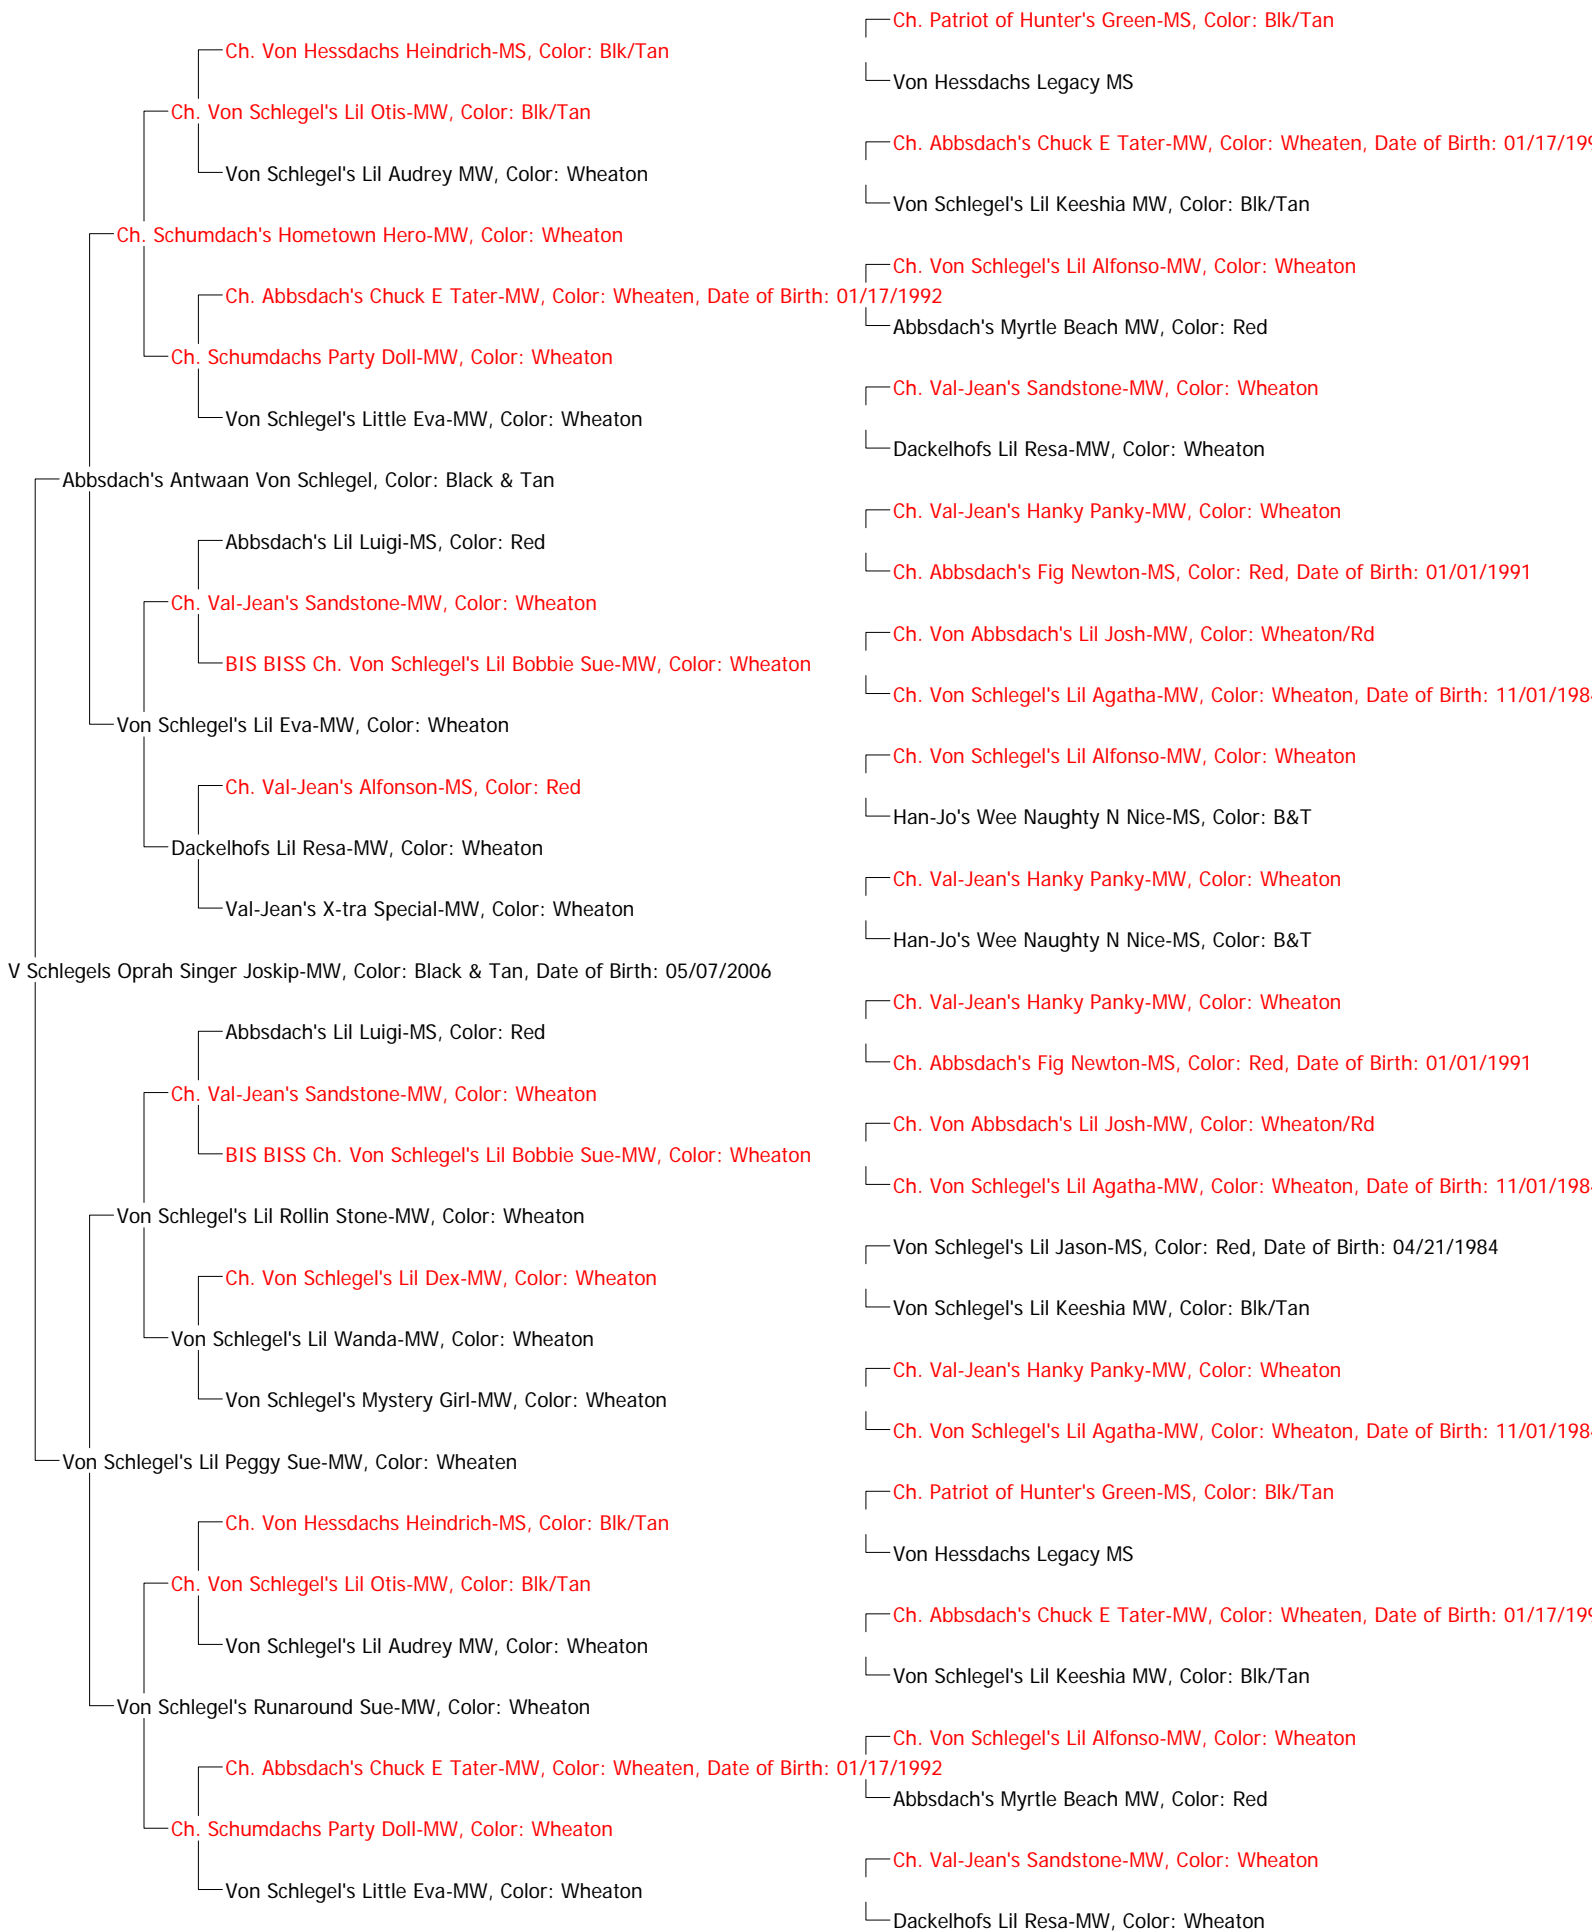 Ch. Patriot of Hunter's Green-MS, Color: Blk/Tan
Ch. Von Hessdachs Heindrich-MS, Color: Blk/Tan
Von Hessdachs Legacy MS
Ch. Von Schlegel's Lil Otis-MW, Color: Blk/Tan
Ch. Abbsdach's Chuck E Tater-MW, Color: Wheaten, Date of Birth: 01/17/199
Von Schlegel's Lil Audrey MW, Color: Wheaton
Von Schlegel's Lil Keeshia MW, Color: Blk/Tan
Ch. Schumdach's Hometown Hero-MW, Color: Wheaton
Ch. Von Schlegel's Lil Alfonso-MW, Color: Wheaton
Ch. Abbsdach's Chuck E Tater-MW, Color: Wheaten, Date of Birth: 01/17/1992
Abbsdach's Myrtle Beach MW, Color: Red
Ch. Schumdachs Party Doll-MW, Color: Wheaton
Ch. Val-Jean's Sandstone-MW, Color: Wheaton
Von Schlegel's Little Eva-MW, Color: Wheaton
Dackelhofs Lil Resa-MW, Color: Wheaton
Abbsdach's Antwaan Von Schlegel, Color: Black & Tan
Ch. Val-Jean's Hanky Panky-MW, Color: Wheaton
Abbsdach's Lil Luigi-MS, Color: Red
Ch. Abbsdach's Fig Newton-MS, Color: Red, Date of Birth: 01/01/1991
Ch. Val-Jean's Sandstone-MW, Color: Wheaton
Ch. Von Abbsdach's Lil Josh-MW, Color: Wheaton/Rd
BIS BISS Ch. Von Schlegel's Lil Bobbie Sue-MW, Color: Wheaton
Ch. Von Schlegel's Lil Agatha-MW, Color: Wheaton, Date of Birth: 11/01/198
Von Schlegel's Lil Eva-MW, Color: Wheaton
Ch. Von Schlegel's Lil Alfonso-MW, Color: Wheaton
Ch. Val-Jean's Alfonson-MS, Color: Red
Han-Jo's Wee Naughty N Nice-MS, Color: B&T
Dackelhofs Lil Resa-MW, Color: Wheaton
Ch. Val-Jean's Hanky Panky-MW, Color: Wheaton
Val-Jean's X-tra Special-MW, Color: Wheaton
Han-Jo's Wee Naughty N Nice-MS, Color: B&T
V Schlegels Oprah Singer Joskip-MW, Color: Black & Tan, Date of Birth: 05/07/2006
Ch. Val-Jean's Hanky Panky-MW, Color: Wheaton
Abbsdach's Lil Luigi-MS, Color: Red
Ch. Abbsdach's Fig Newton-MS, Color: Red, Date of Birth: 01/01/1991
Ch. Val-Jean's Sandstone-MW, Color: Wheaton
Ch. Von Abbsdach's Lil Josh-MW, Color: Wheaton/Rd
BIS BISS Ch. Von Schlegel's Lil Bobbie Sue-MW, Color: Wheaton
Ch. Von Schlegel's Lil Agatha-MW, Color: Wheaton, Date of Birth: 11/01/198
Von Schlegel's Lil Rollin Stone-MW, Color: Wheaton
Von Schlegel's Lil Jason-MS, Color: Red, Date of Birth: 04/21/1984
Ch. Von Schlegel's Lil Dex-MW, Color: Wheaton
Von Schlegel's Lil Keeshia MW, Color: Blk/Tan
Von Schlegel's Lil Wanda-MW, Color: Wheaton
Ch. Val-Jean's Hanky Panky-MW, Color: Wheaton
Von Schlegel's Mystery Girl-MW, Color: Wheaton
Ch. Von Schlegel's Lil Agatha-MW, Color: Wheaton, Date of Birth: 11/01/198
Von Schlegel's Lil Peggy Sue-MW, Color: Wheaten
Ch. Patriot of Hunter's Green-MS, Color: Blk/Tan
Ch. Von Hessdachs Heindrich-MS, Color: Blk/Tan
Von Hessdachs Legacy MS
Ch. Von Schlegel's Lil Otis-MW, Color: Blk/Tan
Ch. Abbsdach's Chuck E Tater-MW, Color: Wheaten, Date of Birth: 01/17/199
Von Schlegel's Lil Audrey MW, Color: Wheaton
Von Schlegel's Lil Keeshia MW, Color: Blk/Tan
Von Schlegel's Runaround Sue-MW, Color: Wheaton
Ch. Von Schlegel's Lil Alfonso-MW, Color: Wheaton
Ch. Abbsdach's Chuck E Tater-MW, Color: Wheaten, Date of Birth: 01/17/1992
Abbsdach's Myrtle Beach MW, Color: Red
Ch. Schumdachs Party Doll-MW, Color: Wheaton
Ch. Val-Jean's Sandstone-MW, Color: Wheaton
Von Schlegel's Little Eva-MW, Color: Wheaton
Dackelhofs Lil Resa-MW, Color: Wheaton